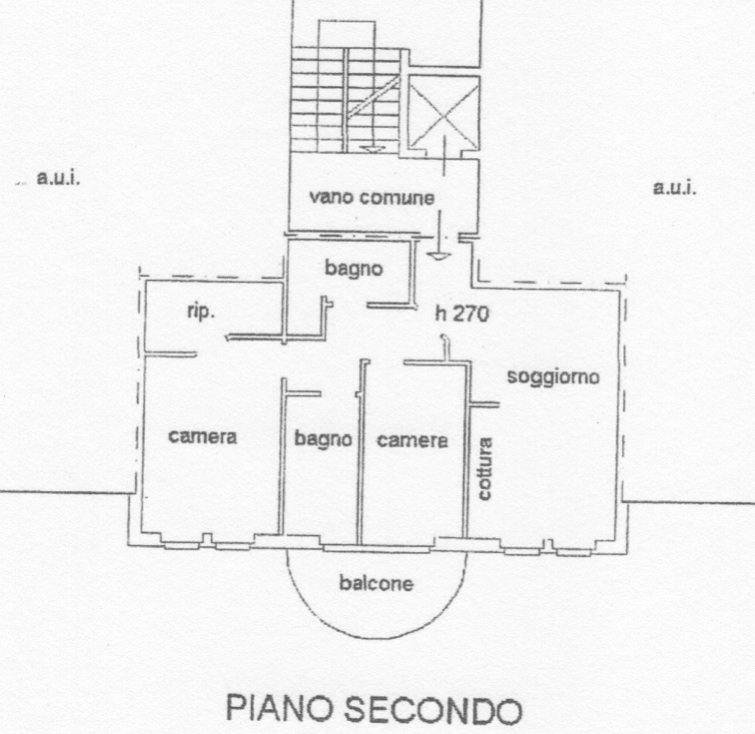 a.u.i.
a.u.i.
vano comune
bagno
rip.
h 270
soggiorno
camera
bagno
camera
cottura
balcone
PIANO SECONDO